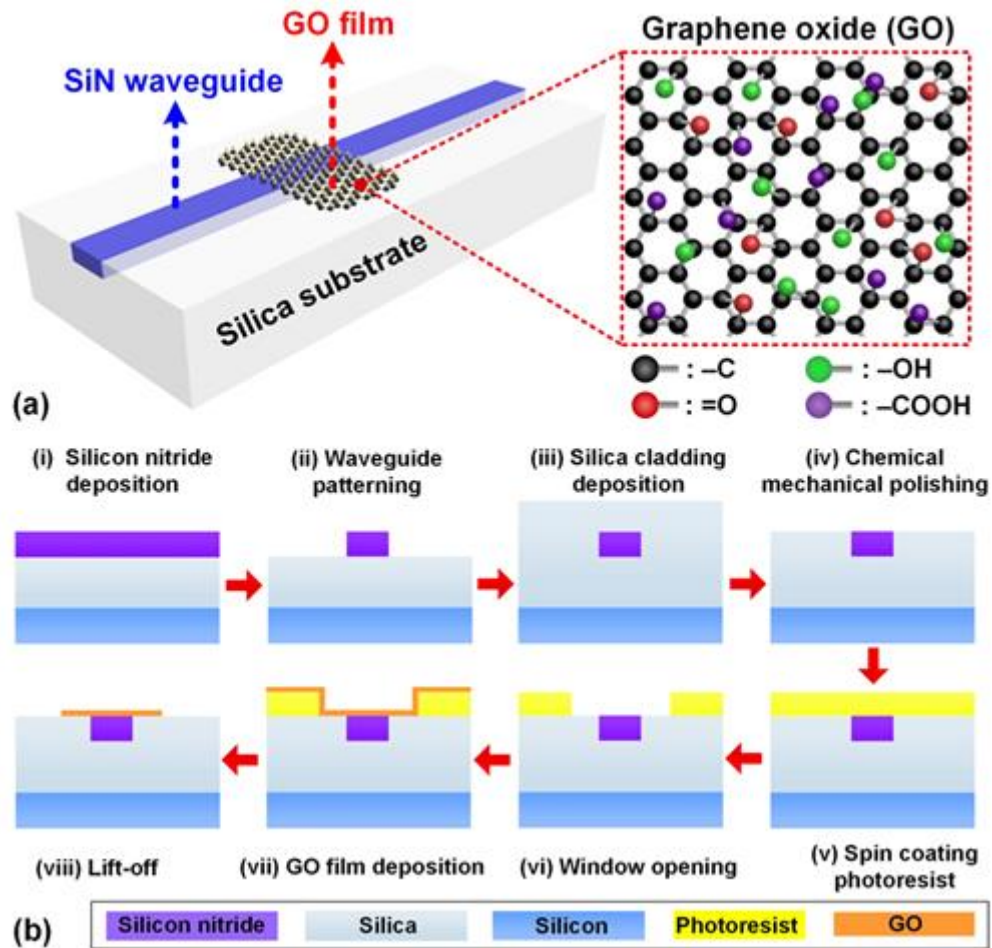 GO film
SiN waveguide
Silica substrate
Graphene oxide (GO)
: –C
: –OH
: =O
: –COOH
(a)
(i) Silicon nitride
deposition
(ii) Waveguide
patterning
(iii) Silica cladding
deposition
(iv) Chemical
mechanical polishing
(viii) Lift-off
(vii) GO film deposition
(vi) Window opening
(v) Spin coating
photoresist
(b)
Silicon nitride
Silica
Silicon
Photoresist
GO